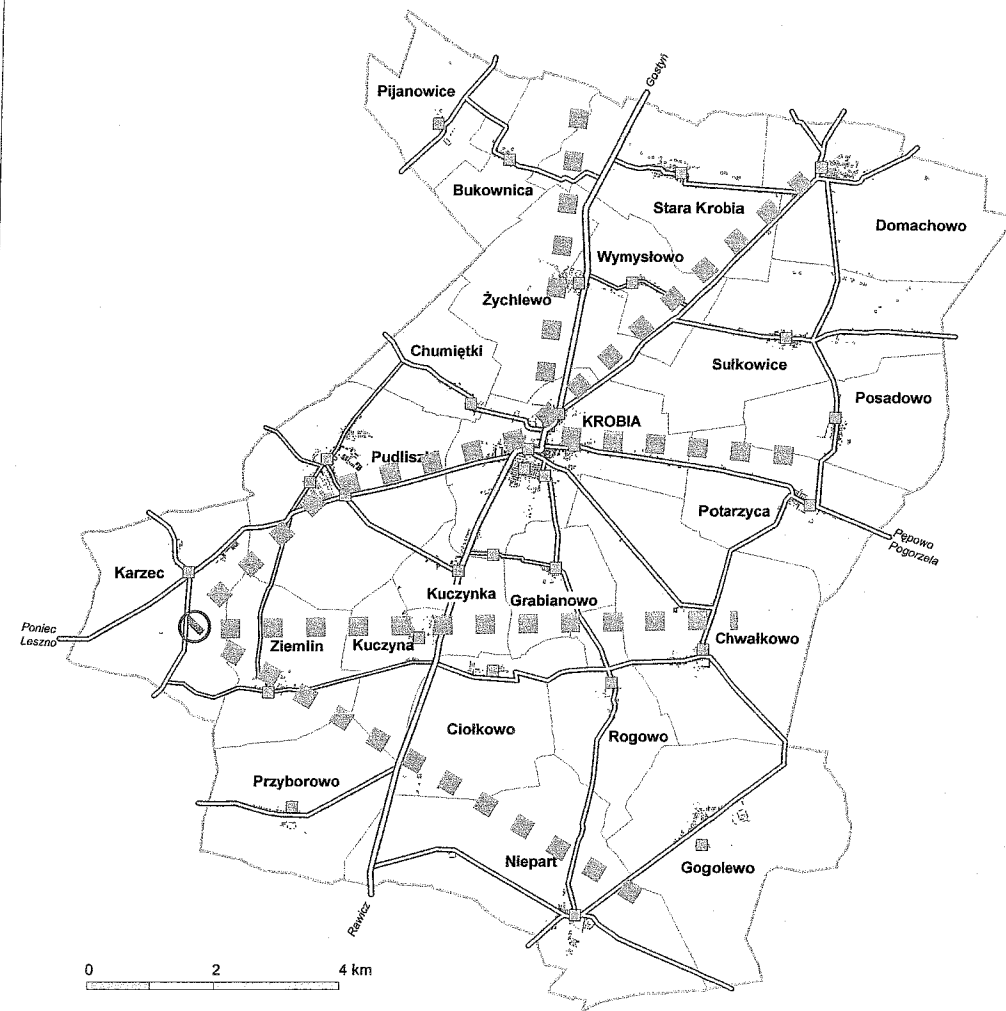 Gostyń
Pijanowice
Bukownica
Stara Krobia
Domachowo
Wymysłowo
Żychlewo
Chumiętki
Sułkowice
Posadowo
KROBIA
Pudlisz
Potarzyca
Pępowo
Pogorzela
Karzec
Kuczynka
Grabianowo
Poniec
Leszno
Ziemlin
Kuczyna
Chwałkowo
Ciołkowo
Rogowo
Przyborowo
Niepart
Gogolewo
Rawicz
0 2 4 km